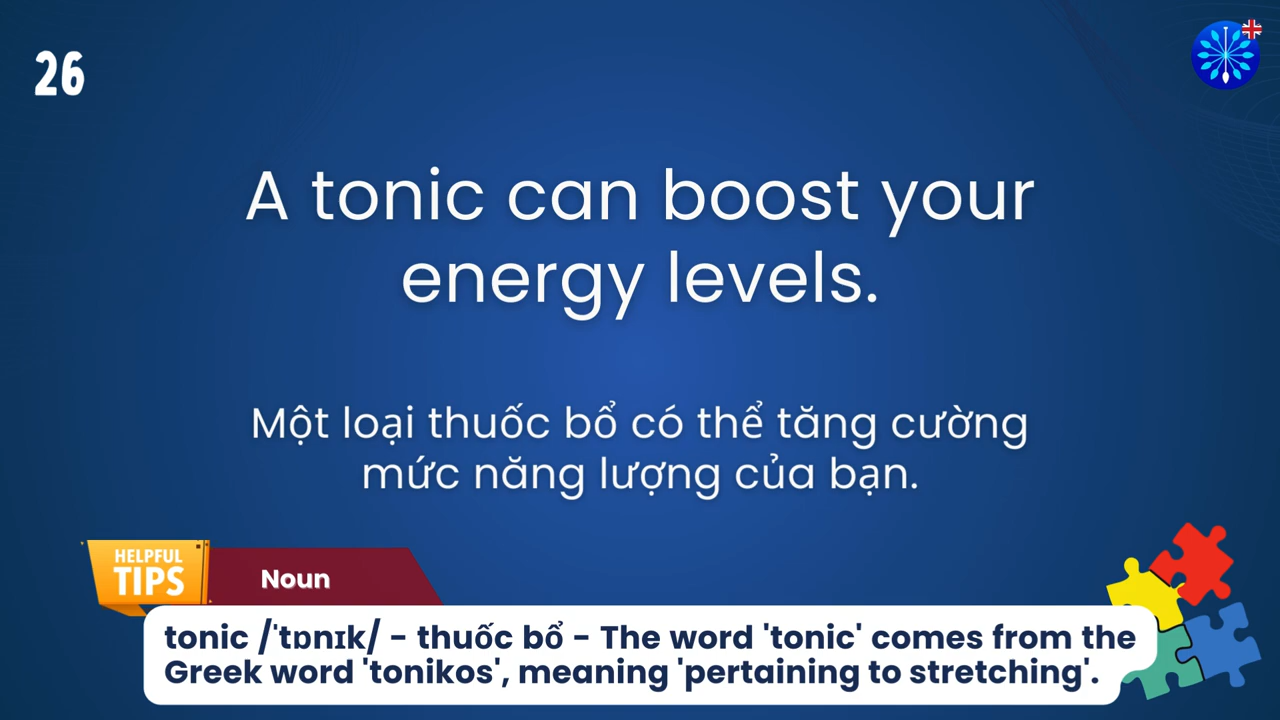 26
A tonic can boost your
energy levels.
Một loại thuốc bổ có thể tăng cường
mức năng lượng của bạn.
HELPFUL
TIPS
Noun
tonic /ˈtɒnɪk/ - thuốc bổ - The word 'tonic' comes from the
Greek word 'tonikos', meaning 'pertaining to stretching'.